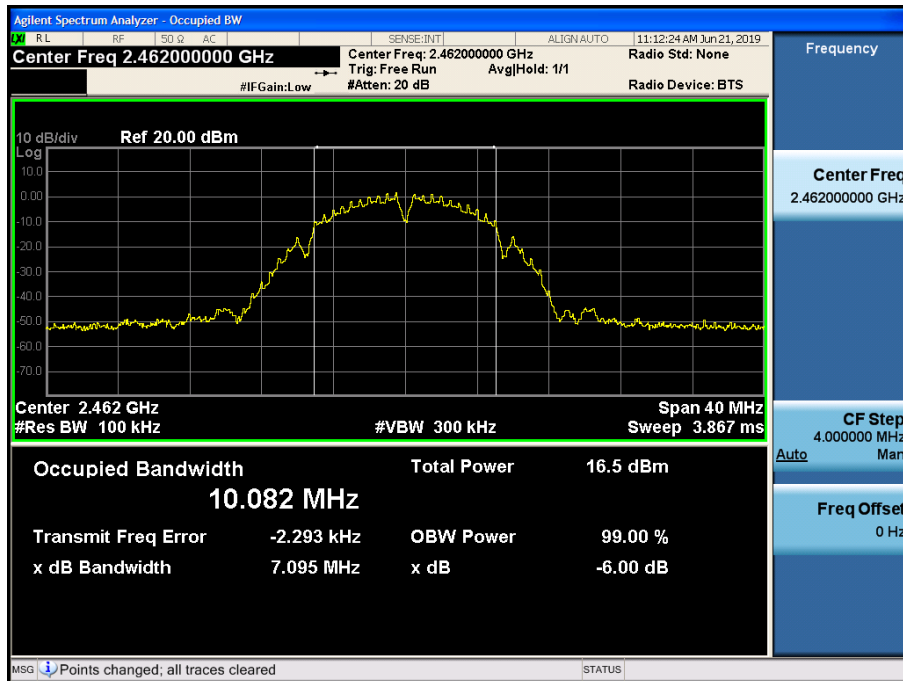 Agilent Spectrum Analyzer - Occupied BW
LXI RL RF 50 Ω AC SENSE:INT ALIGN AUTO 11:12:24 AM Jun 21, 2019
Center Freq 2.462000000 GHz
Center Freq: 2.462000000 GHz
Radio Std: None
Trig: Free Run Avg|Hold: 1/1
#IFGain:Low
#Atten: 20 dB
Radio Device: BTS
Frequency
10 dB/div Ref 20.00 dBm
Log
10.0
0.00
-10.0
-20.0
-30.0
-40.0
-50.0
-60.0
-70.0
Center 2.462 GHz
Span 40 MHz
#Res BW 100 kHz
#VBW 300 kHz
Sweep 3.867 ms
Occupied Bandwidth
10.082 MHz
Total Power 16.5 dBm
Transmit Freq Error -2.293 kHz
OBW Power 99.00 %
x dB Bandwidth 7.095 MHz
x dB -6.00 dB
Center Freq
2.462000000 GHz
CF Step
4.000000 MHz
Auto Man
Freq Offset
0 Hz
MSG Points changed; all traces cleared
STATUS